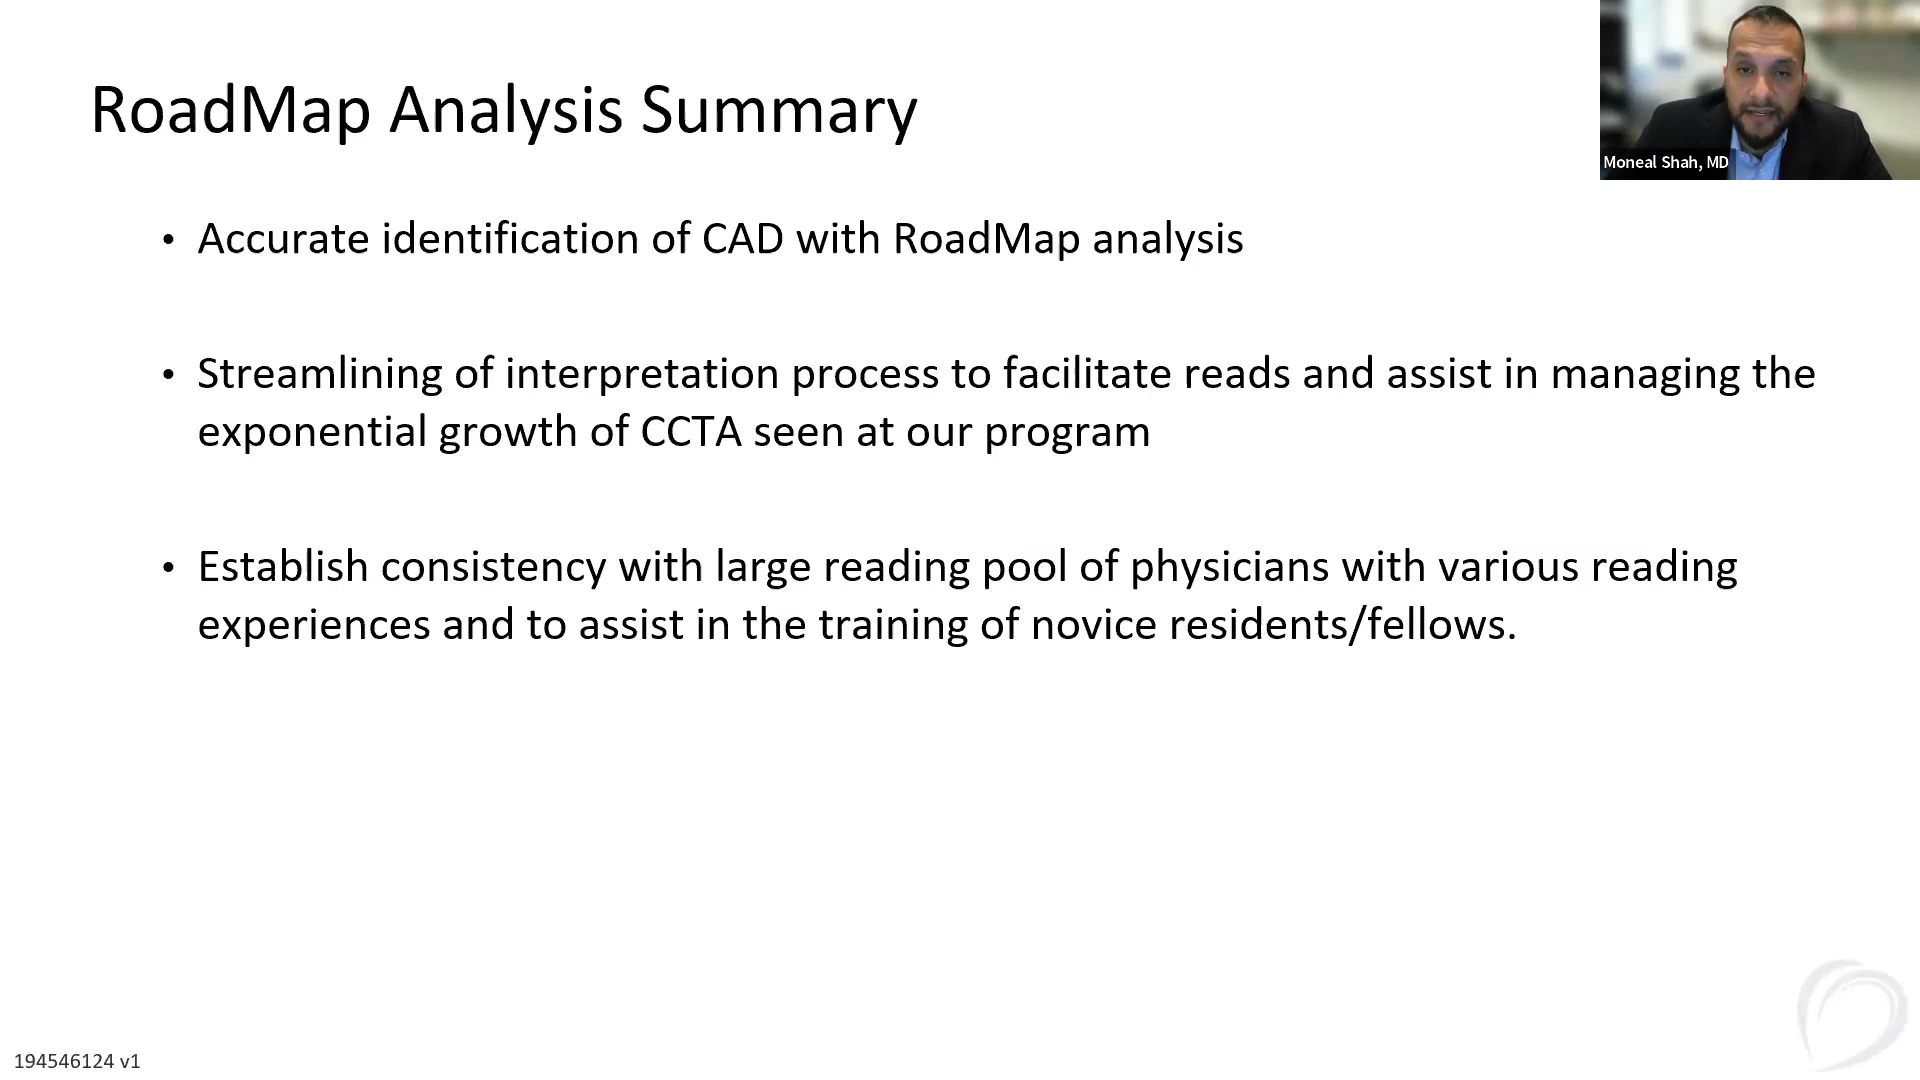 RoadMap Analysis Summary
Moneal Shah, MD
• Accurate identification of CAD with RoadMap analysis
• Streamlining of interpretation process to facilitate reads and assist in managing the
exponential growth of CCTA seen at our program
• Establish consistency with large reading pool of physicians with various reading
experiences and to assist in the training of novice residents/fellows.
194546124 v1